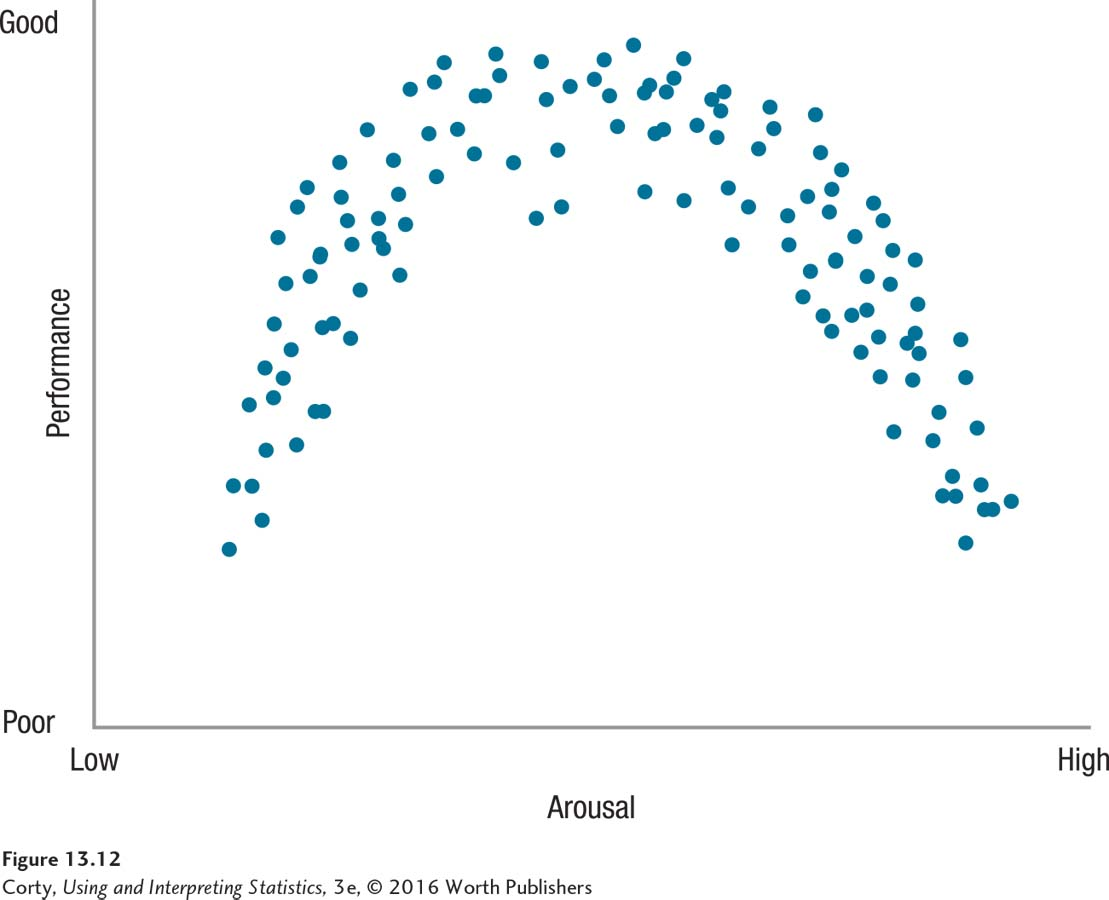 Good
Performance
Poor
Low
High
Arousal
Figure 13.12
Corty, Using and Interpreting Statistics, 3e, © 2016 Worth Publishers